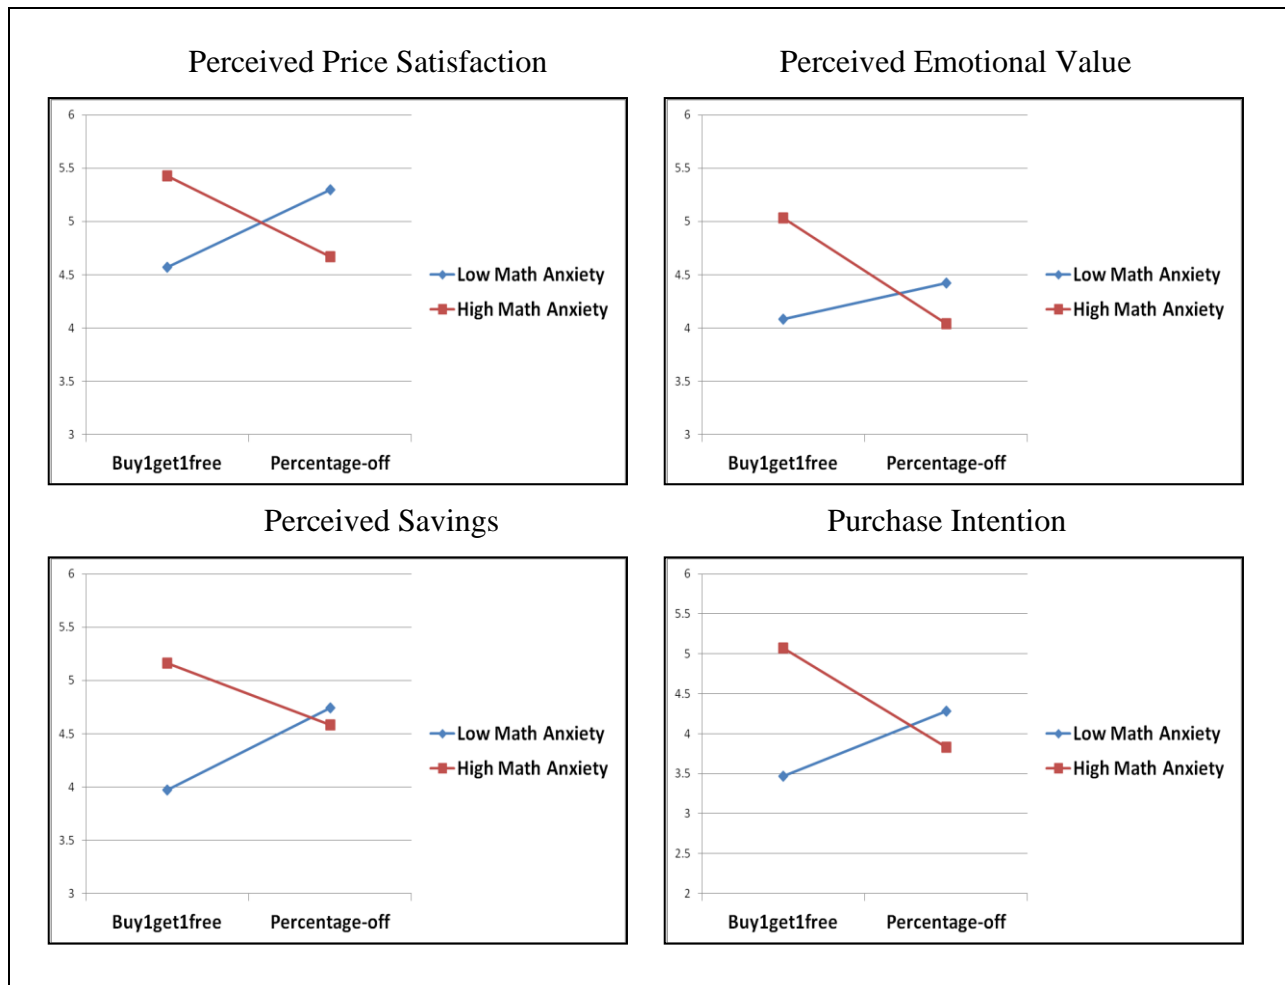 Perceived Price Satisfaction
6
5.5
5
4.5
4
3.5
3
Buy1get1free Percentage-off
Low Math Anxiety
High Math Anxiety
Perceived Emotional Value
6
5.5
5
4.5
4
3.5
3
Buy1get1free Percentage-off
Low Math Anxiety
High Math Anxiety
Perceived Savings
6
5.5
5
4.5
4
3.5
3
Buy1get1free Percentage-off
Low Math Anxiety
High Math Anxiety
Purchase Intention
6
5.5
5
4.5
4
3.5
3
2.5
2
Buy1get1free Percentage-off
Low Math Anxiety
High Math Anxiety